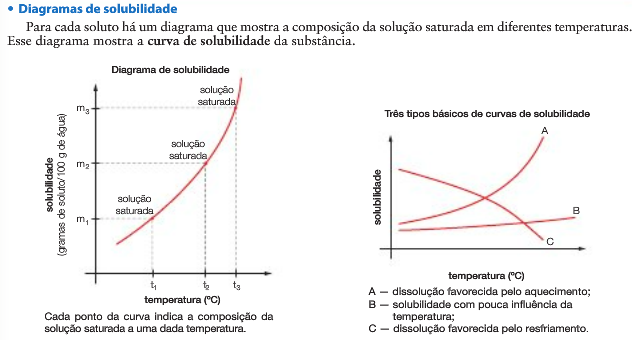 • Diagramas de solubilidade
Para cada soluto há um diagrama que mostra a composição da solução saturada em diferentes temperaturas.
Esse diagrama mostra a curva de solubilidade da substância.
Diagrama de solubilidade
solubilidade
(gramas de soluto/100 g de água)
m3
m2
m1
solução
saturada
solução
saturada
solução
saturada
t1 t2 t3
temperatura (ºC)
Cada ponto da curva indica a composição da
solução saturada a uma dada temperatura.
Três tipos básicos de curvas de solubilidade
solubilidade
A
B
C
temperatura (ºC)
A — dissolução favorecida pelo aquecimento;
B — solubilidade com pouca influência da
temperatura;
C — dissolução favorecida pelo resfriamento.